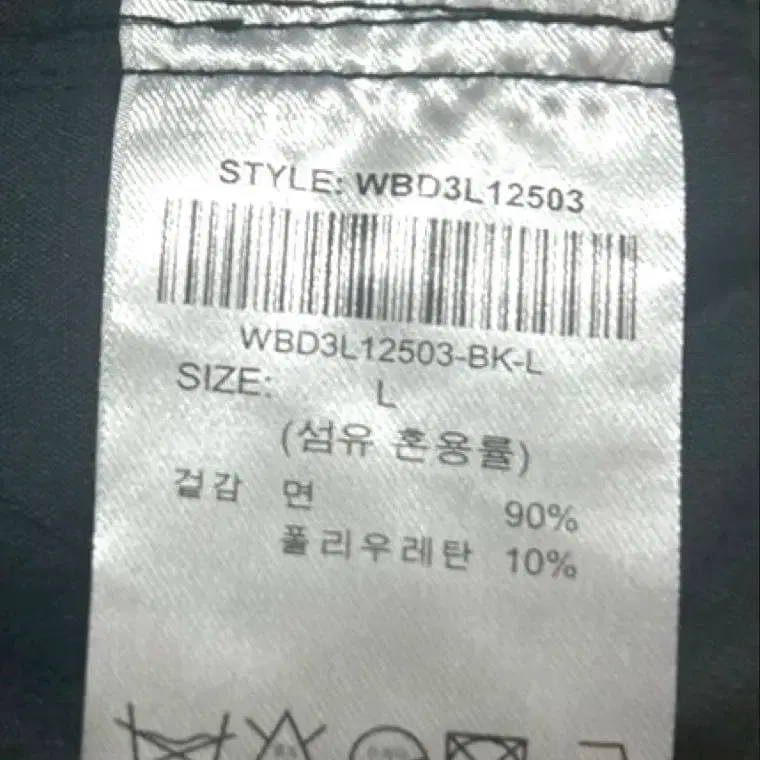 STYLE: WBD3L12503
WBD3L12503-BK-L
SIZE: L
(섬유 혼용률)
겉감 면 90%
폴리우레탄 10%